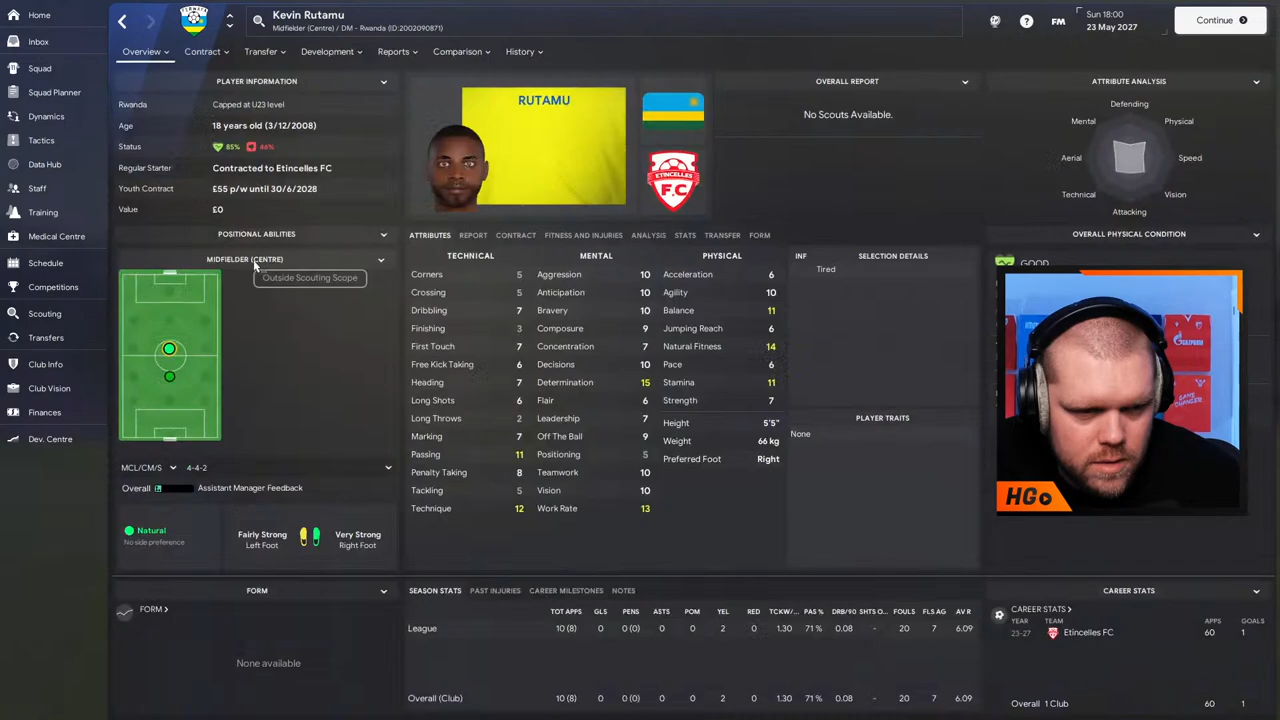 Home
Inbox
Squad
Squad Planner
Dynamics
Tactics
Data Hub
Staff
Training
Medical Centre
Schedule
Competitions
Scouting
Transfers
Club Info
Club Vision
Finances
Dev. Centre
Kevin Rutamu
Midfielder (Centre) / DM - Rwanda (ID:2002090871)
FM
Sun 18:00
23 May 2027
Continue
Overview Contract Transfer Development Reports Comparison History
PLAYER INFORMATION
Rwanda Capped at U23 level
Age 18 years old (3/12/2008)
Status 85% 46%
Regular Starter Contracted to Etincelles FC
Youth Contract £55 p/w until 30/6/2028
Value £0
POSITIONAL ABILITIES
MIDFIELDER (CENTRE)
Outside Scouting Scope
MCL/CM/S 4-4-2
Overall Assistant Manager Feedback
Natural
No side preference
Fairly Strong
Left Foot
Very Strong
Right Foot
RUTAMU
ETINCELLES
F.C
OVERALL REPORT
No Scouts Available.
ATTRIBUTE ANALYSIS
Defending
Mental Physical
Aerial Speed
Technical Vision
Attacking
OVERALL PHYSICAL CONDITION
GOOD
ATTRIBUTES REPORT CONTRACT FITNESS AND INJURIES ANALYSIS STATS TRANSFER FORM
TECHNICAL MENTAL PHYSICAL
Corners 5 Aggression 10 Acceleration 6
Crossing 5 Anticipation 10 Agility 10
Dribbling 7 Bravery 10 Balance 11
Finishing 3 Composure 9 Jumping Reach 6
First Touch 7 Concentration 7 Natural Fitness 14
Free Kick Taking 6 Decisions 10 Pace 6
Heading 7 Determination 15 Stamina 11
Long Shots 6 Flair 6 Strength 7
Long Throws 2 Leadership 7 Height 5'5"
Marking 7 Off The Ball 9 Weight 66 kg
Passing 11 Positioning 5 Preferred Foot Right
Penalty Taking 8 Teamwork 10
Tackling 5 Vision 10
Technique 12 Work Rate 13
INF SELECTION DETAILS
Tired
PLAYER TRAITS
None
GAZPROM
GAME CHANGER
HG
FORM
FORM
None available
SEASON STATS PAST INJURIES CAREER MILESTONES NOTES
TOT APPS GLS PENS ASTS POM YEL RED TCKW/... PAS % DRB/90 SHTS O... FOULS FLS AG AV R
League 10 (8) 0 0 (0) 0 0 2 0 1.30 71 % 0.08 - 20 7 6.09
Overall (Club) 10 (8) 0 0 (0) 0 0 2 0 1.30 71 % 0.08 - 20 7 6.09
CAREER STATS
CAREER STATS
YEAR TEAM APPS GOALS
23-27 Etincelles FC 60 1
Overall 1 Club 60 1